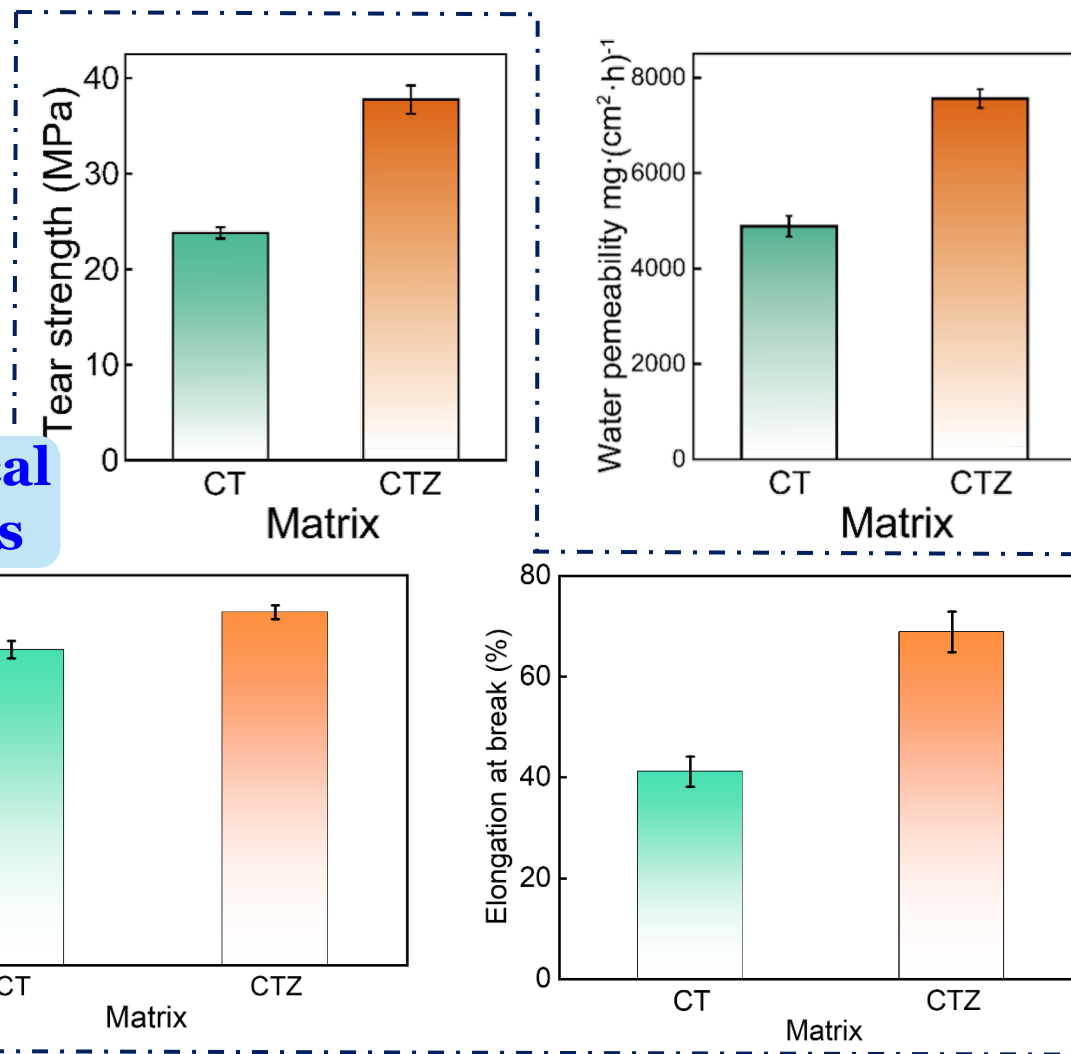 Tear strength (MPa)
40
30
20
10
0
CT CTZ
Matrix
Water pemeability mg·(cm²·h)⁻¹
8000
6000
4000
2000
0
CT CTZ
Matrix
al
s
CT CTZ
Matrix
Elongation at break (%)
80
60
40
20
0
CT CTZ
Matrix